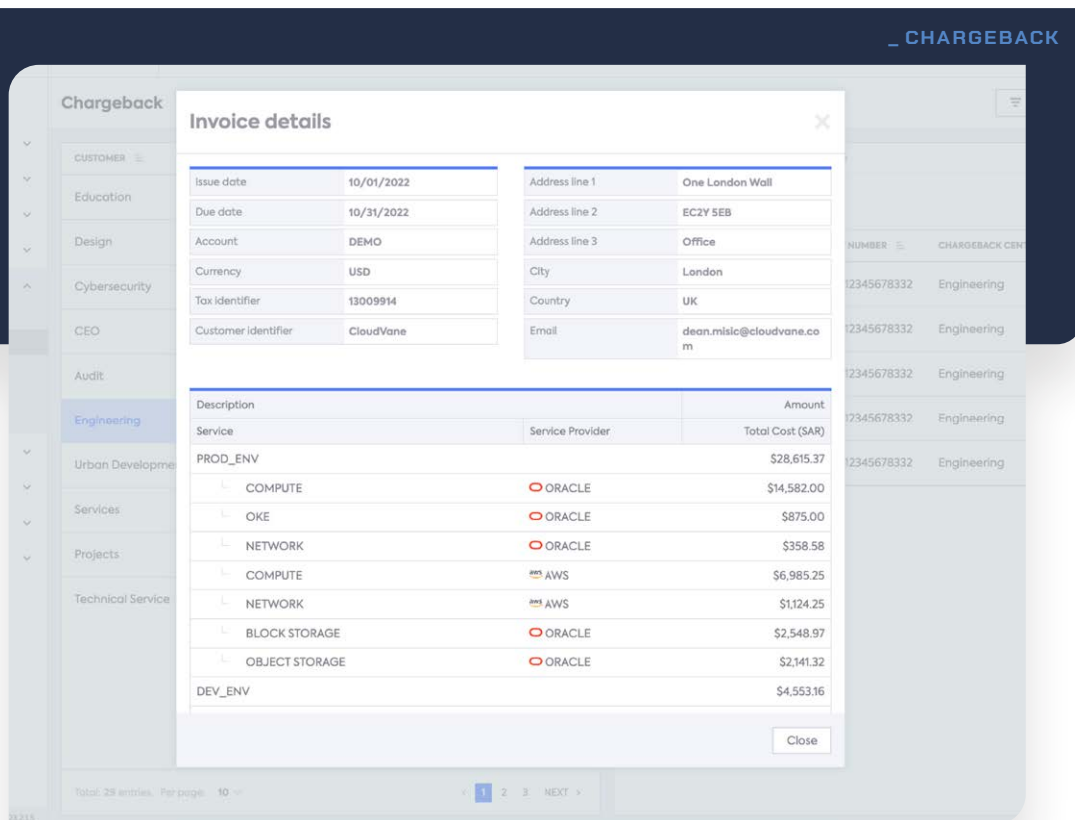 _ CHARGEBACK
Chargeback
Invoice details
CUSTOMER
Education
Design
Cybersecurity
CEO
Audit
Engineering
Urban Developme
Services
Projects
Technical Service
Issue date 10/01/2022
Due date 10/31/2022
Account DEMO
Currency USD
Tax identifier 13009914
Customer identifier CloudVane
Address line 1 One London Wall
Address line 2 EC2Y 5EB
Address line 3 Office
City London
Country UK
Email dean.misic@cloudvane.co
m
NUMBER CHARGEBACK CENT
12345678332 Engineering
12345678332 Engineering
12345678332 Engineering
12345678332 Engineering
12345678332 Engineering
Description Amount
Service Service Provider Total Cost (SAR)
PROD_ENV $28,615.37
COMPUTE ORACLE $14,582.00
OKE ORACLE $875.00
NETWORK ORACLE $358.58
COMPUTE aws AWS $6,985.25
NETWORK aws AWS $1,124.25
BLOCK STORAGE ORACLE $2,548.97
OBJECT STORAGE ORACLE $2,141.32
DEV_ENV $4,553.16
Close
Total: 29 entries. Per page: 10
< 1 2 3 NEXT >